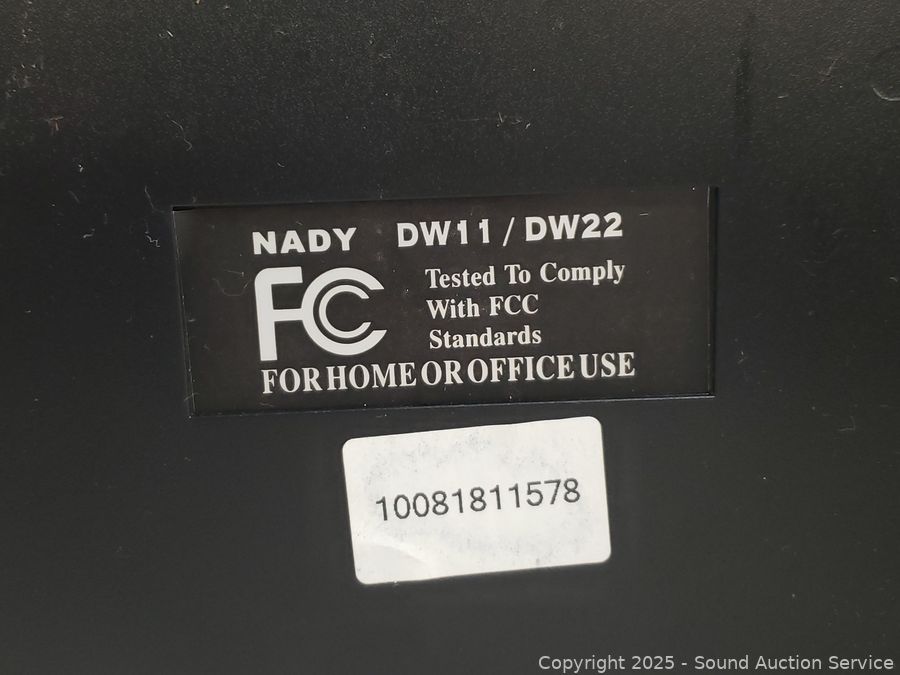 NADY DW11 / DW22
FC Tested To Comply
With FCC
Standards
FOR HOME OR OFFICE USE
10081811578
Copyright 2025 - Sound Auction Service